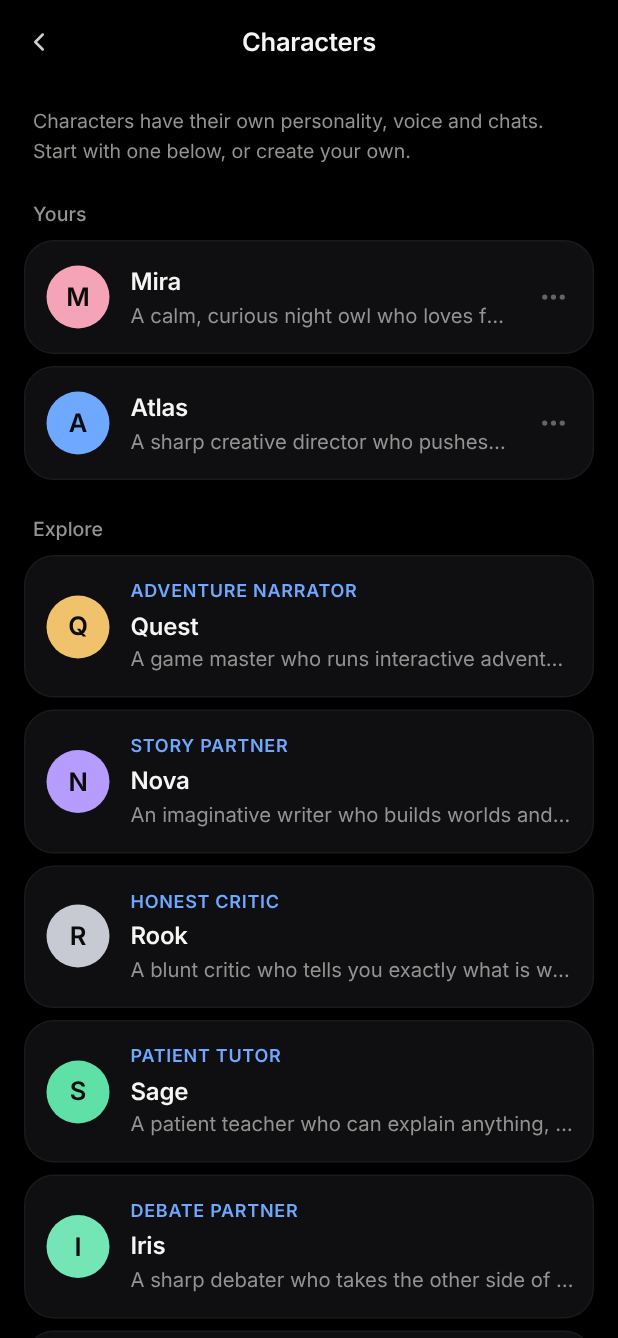 Characters
Characters have their own personality, voice and chats.
Start with one below, or create your own.
Yours
M
Mira
A calm, curious night owl who loves f...
A
Atlas
A sharp creative director who pushes...
Explore
ADVENTURE NARRATOR
Q
Quest
A game master who runs interactive advent...
STORY PARTNER
N
Nova
An imaginative writer who builds worlds and...
HONEST CRITIC
R
Rook
A blunt critic who tells you exactly what is w...
PATIENT TUTOR
S
Sage
A patient teacher who can explain anything, ...
DEBATE PARTNER
I
Iris
A sharp debater who takes the other side of ...